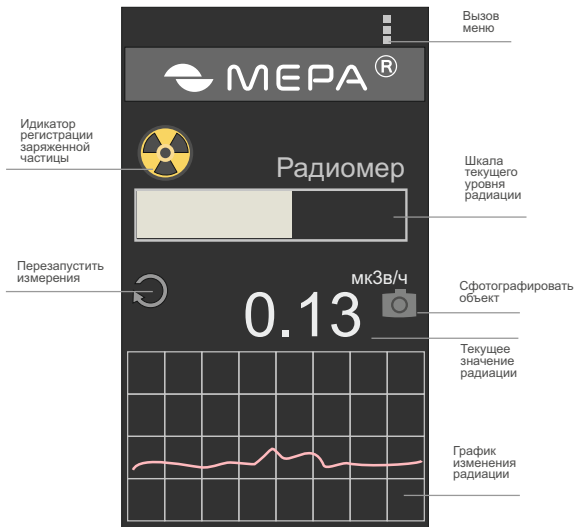 Вызов
меню
МЕРА®
Идикатор
регистрации
заряженной
частицы
Радиомер
Шкала
текущего
уровня
радиации
Перезапустить
измерения
мкЗв/ч
0.13
Сфотографировать
объект
Текущее
значение
радиации
График
изменения
радиации